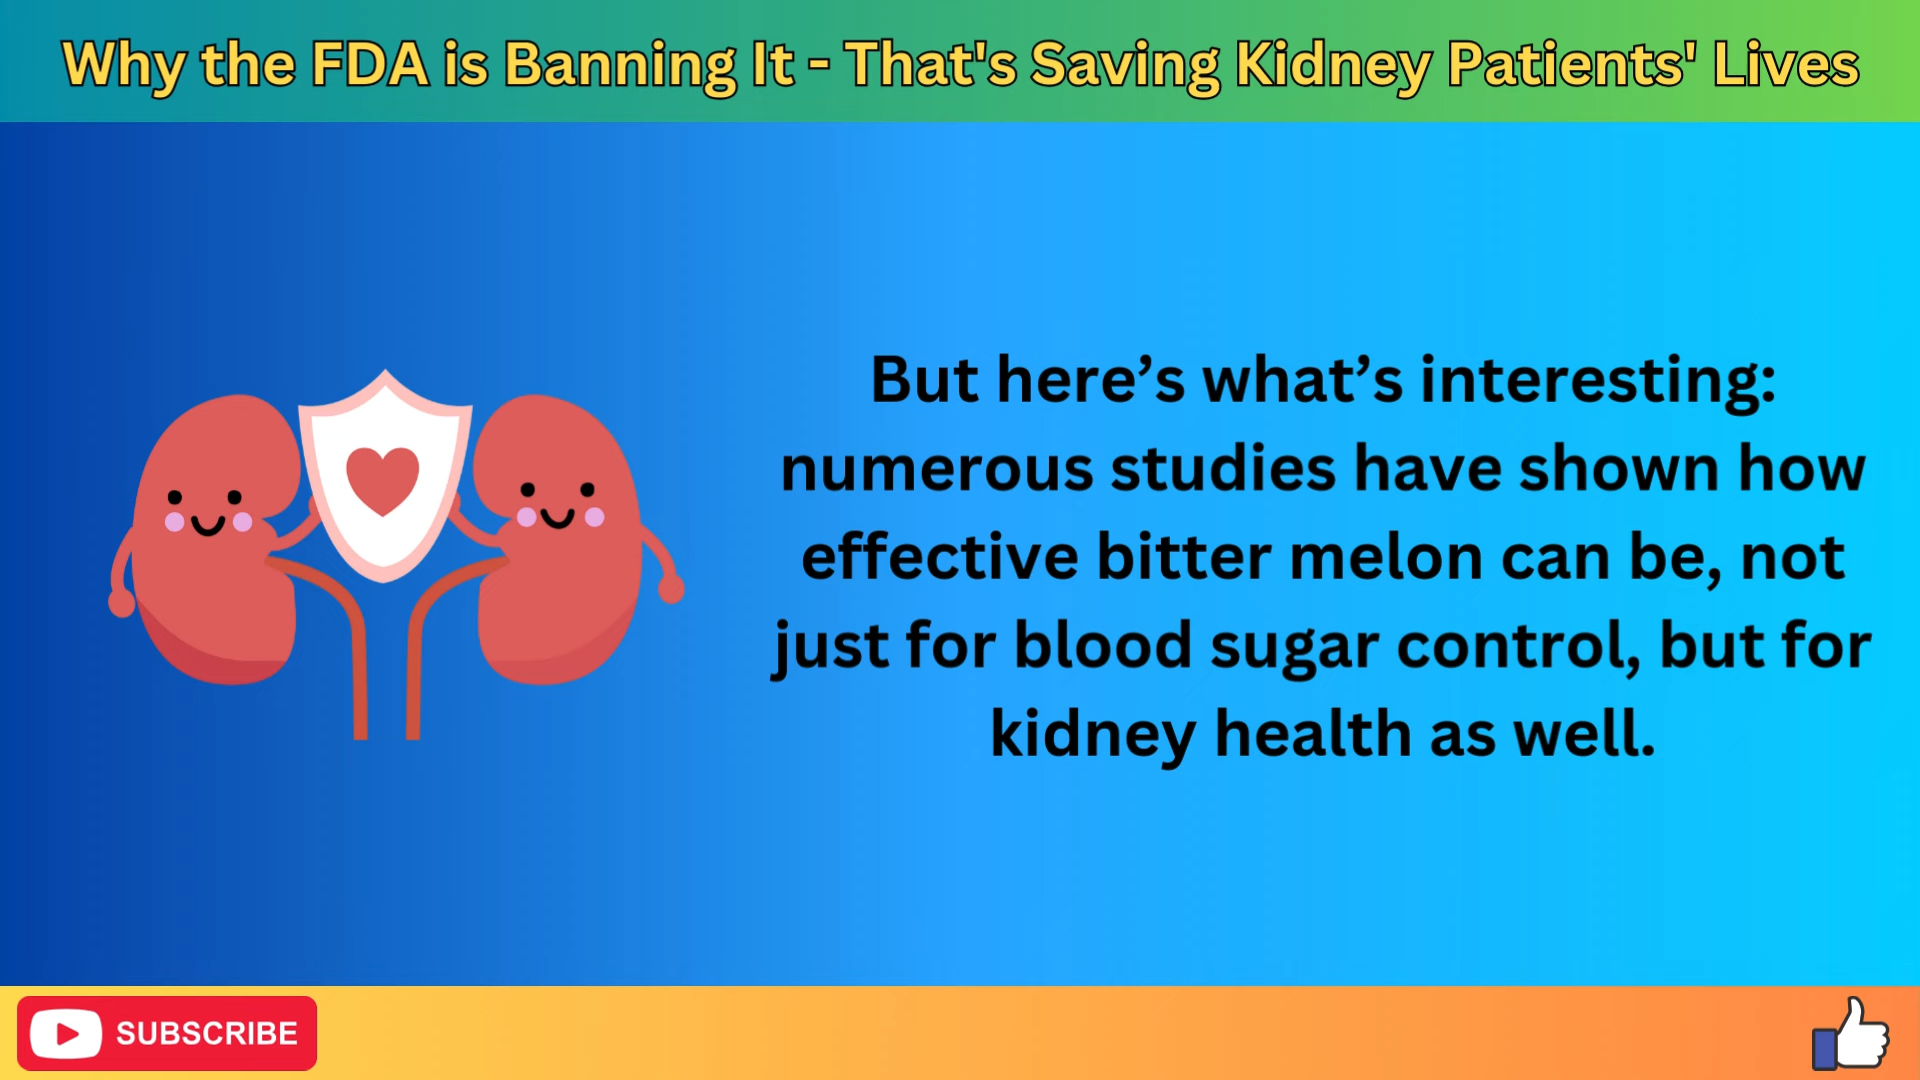 Why the FDA is Banning It - That's Saving Kidney Patients' Lives
But here’s what’s interesting:
numerous studies have shown how
effective bitter melon can be, not
just for blood sugar control, but for
kidney health as well.
SUBSCRIBE